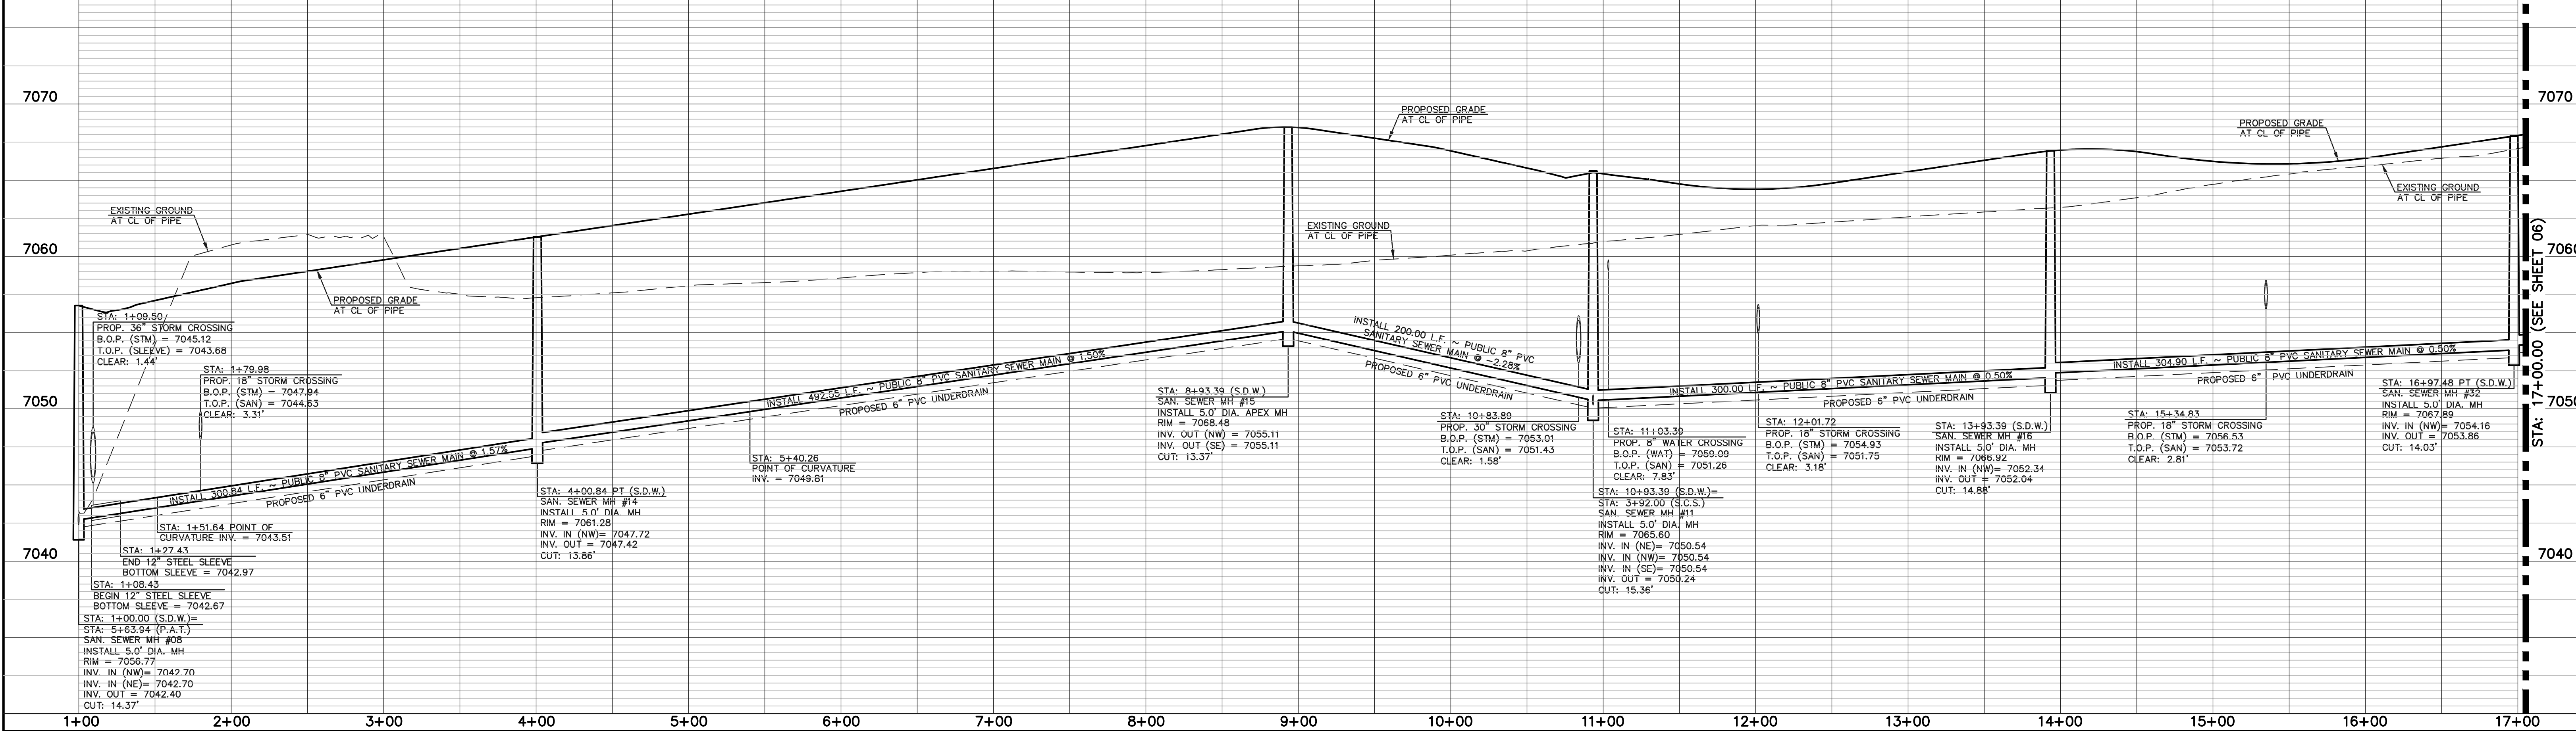 7070
7060
7050
7040
EXISTING GROUND
AT CL OF PIPE
PROPOSED GRADE
AT CL OF PIPE
PROPOSED GRADE
AT CL OF PIPE
EXISTING GROUND
AT CL OF PIPE
PROPOSED GRADE
AT CL OF PIPE
EXISTING GROUND
AT CL OF PIPE
STA: 1+09.50
PROP. 36" STORM CROSSING
B.O.P. (STM) = 7045.12
T.O.P. (SLEEVE) = 7043.68
CLEAR: 1.44'
STA: 1+79.98
PROP. 18" STORM CROSSING
B.O.P. (STM) = 7047.94
T.O.P. (SAN) = 7044.63
CLEAR: 3.31'
INSTALL 300.84 L.F. ~ PUBLIC 8" PVC SANITARY SEWER MAIN @ 1.57%
PROPOSED 6" PVC UNDERDRAIN
STA: 1+51.64 POINT OF
CURVATURE INV. = 7043.51
STA: 1+27.43
END 12" STEEL SLEEVE
BOTTOM SLEEVE = 7042.97
STA: 1+08.43
BEGIN 12" STEEL SLEEVE
BOTTOM SLEEVE = 7042.67
STA: 1+00.00 (S.D.W.)=
STA: 5+63.94 (P.A.T.)
SAN. SEWER MH #08
INSTALL 5.0' DIA. MH
RIM = 7056.77
INV. IN (NW)= 7042.70
INV. IN (NE)= 7042.70
INV. OUT = 7042.40
CUT: 14.37'
STA: 4+00.84 PT (S.D.W.)
SAN. SEWER MH #14
INSTALL 5.0' DIA. MH
RIM = 7061.28
INV. IN (NW)= 7047.72
INV. OUT = 7047.42
CUT: 13.86'
INSTALL 492.55 L.F. ~ PUBLIC 8" PVC SANITARY SEWER MAIN @ 1.50%
PROPOSED 6" PVC UNDERDRAIN
STA: 5+40.26
POINT OF CURVATURE
INV. = 7049.81
STA: 8+93.39 (S.D.W.)
SAN. SEWER MH #15
INSTALL 5.0' DIA. APEX MH
RIM = 7068.48
INV. OUT (NW) = 7055.11
INV. OUT (SE) = 7055.11
CUT: 13.37'
INSTALL 200.00 L.F. ~ PUBLIC 8" PVC
SANITARY SEWER MAIN @ -2.28%
PROPOSED 6" PVC UNDERDRAIN
STA: 10+83.89
PROP. 30" STORM CROSSING
B.O.P. (STM) = 7053.01
T.O.P. (SAN) = 7051.43
CLEAR: 1.58'
STA: 11+03.39
PROP. 8" WATER CROSSING
B.O.P. (WAT) = 7059.09
T.O.P. (SAN) = 7051.26
CLEAR: 7.83'
STA: 10+93.39 (S.D.W.)=
STA: 3+92.00 (S.C.S.)
SAN. SEWER MH #11
INSTALL 5.0' DIA. MH
RIM = 7065.60
INV. IN (NE)= 7050.54
INV. IN (NW)= 7050.54
INV. IN (SE)= 7050.54
INV. OUT = 7050.24
CUT: 15.36'
INSTALL 300.00 L.F. ~ PUBLIC 8" PVC SANITARY SEWER MAIN @ 0.50%
PROPOSED 6" PVC UNDERDRAIN
STA: 12+01.72
PROP. 18" STORM CROSSING
B.O.P. (STM) = 7054.93
T.O.P. (SAN) = 7051.75
CLEAR: 3.18'
STA: 13+93.39 (S.D.W.)
SAN. SEWER MH #16
INSTALL 5.0' DIA. MH
RIM = 7066.92
INV. IN (NW)= 7052.34
INV. OUT = 7052.04
CUT: 14.88'
INSTALL 304.90 L.F. ~ PUBLIC 8" PVC SANITARY SEWER MAIN @ 0.50%
PROPOSED 6" PVC UNDERDRAIN
STA: 15+34.83
PROP. 18" STORM CROSSING
B.O.P. (STM) = 7056.53
T.O.P. (SAN) = 7053.72
CLEAR: 2.81'
STA: 16+97.48 PT (S.D.W.)
SAN. SEWER MH #32
INSTALL 5.0' DIA. MH
RIM = 7067.89
INV. IN (NW)= 7054.16
INV. OUT = 7053.86
CUT: 14.03'
STA: 17+00.00 (SEE SHEET 06)
7070
7060
7050
7040
1+00 2+00 3+00 4+00 5+00 6+00 7+00 8+00 9+00 10+00 11+00 12+00 13+00 14+00 15+00 16+00 17+00